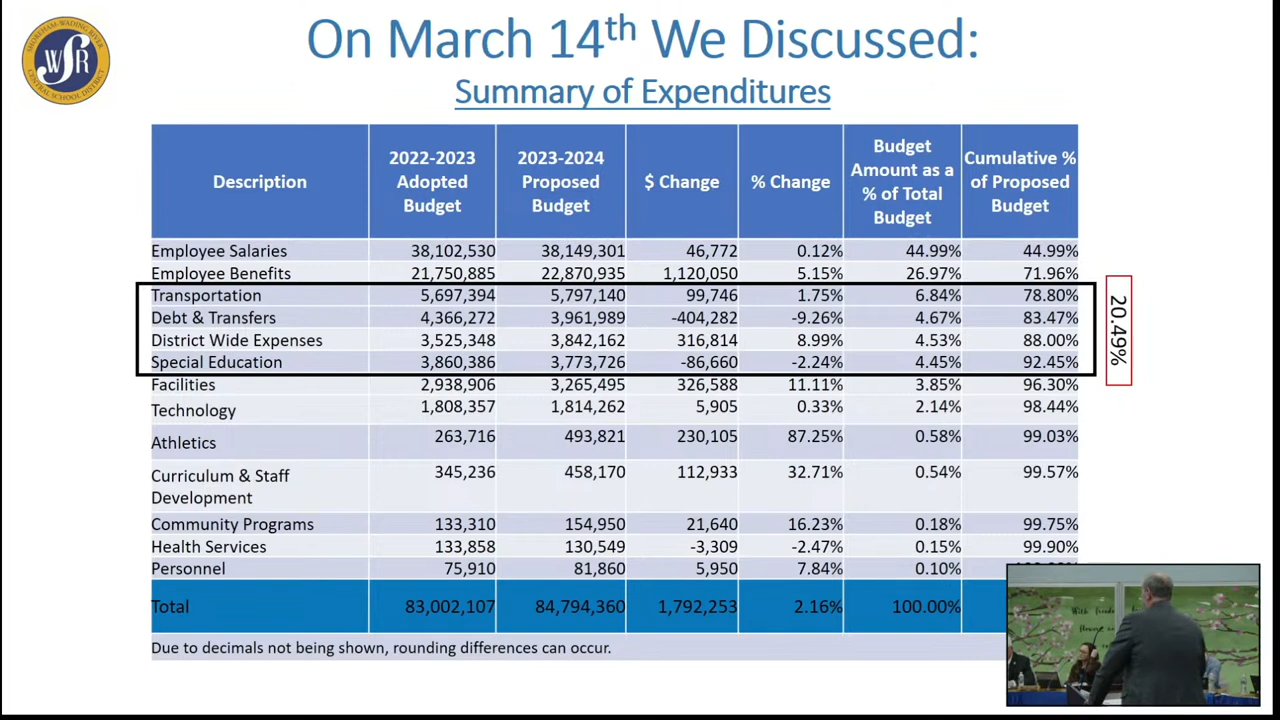 SHOREHAM-WADING RIVER
WSR
CENTRAL SCHOOL DISTRICT
On March 14th We Discussed:
Summary of Expenditures
Description 2022-2023 Adopted Budget 2023-2024 Proposed Budget $ Change % Change Budget Amount as a % of Total Budget Cumulative % of Proposed Budget
Employee Salaries 38,102,530 38,149,301 46,772 0.12% 44.99% 44.99%
Employee Benefits 21,750,885 22,870,935 1,120,050 5.15% 26.97% 71.96%
Transportation 5,697,394 5,797,140 99,746 1.75% 6.84% 78.80%
Debt & Transfers 4,366,272 3,961,989 -404,282 -9.26% 4.67% 83.47%
District Wide Expenses 3,525,348 3,842,162 316,814 8.99% 4.53% 88.00%
Special Education 3,860,386 3,773,726 -86,660 -2.24% 4.45% 92.45%
20.49%
Facilities 2,938,906 3,265,495 326,588 11.11% 3.85% 96.30%
Technology 1,808,357 1,814,262 5,905 0.33% 2.14% 98.44%
Athletics 263,716 493,821 230,105 87.25% 0.58% 99.03%
Curriculum & Staff Development 345,236 458,170 112,933 32.71% 0.54% 99.57%
Community Programs 133,310 154,950 21,640 16.23% 0.18% 99.75%
Health Services 133,858 130,549 -3,309 -2.47% 0.15% 99.90%
Personnel 75,910 81,860 5,950 7.84% 0.10%
Total 83,002,107 84,794,360 1,792,253 2.16% 100.00%
Due to decimals not being shown, rounding differences can occur.
With